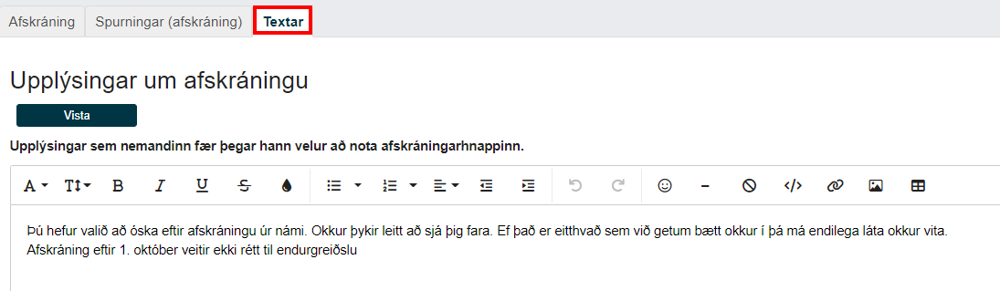 Afskráning Spurningar (afskráning) Textar
Upplýsingar um afskráningu
Vista
Upplýsingar sem nemandinn fær þegar hann velur að nota afskráningarhnappinn.
Þú hefur valið að óska eftir afskráningu úr námi. Okkur þykir leitt að sjá þig fara. Ef það er eitthvað sem við getum bætt okkur í þá má endilega láta okkur vita.
Afskráning eftir 1. október veitir ekki rétt til endurgreiðslu